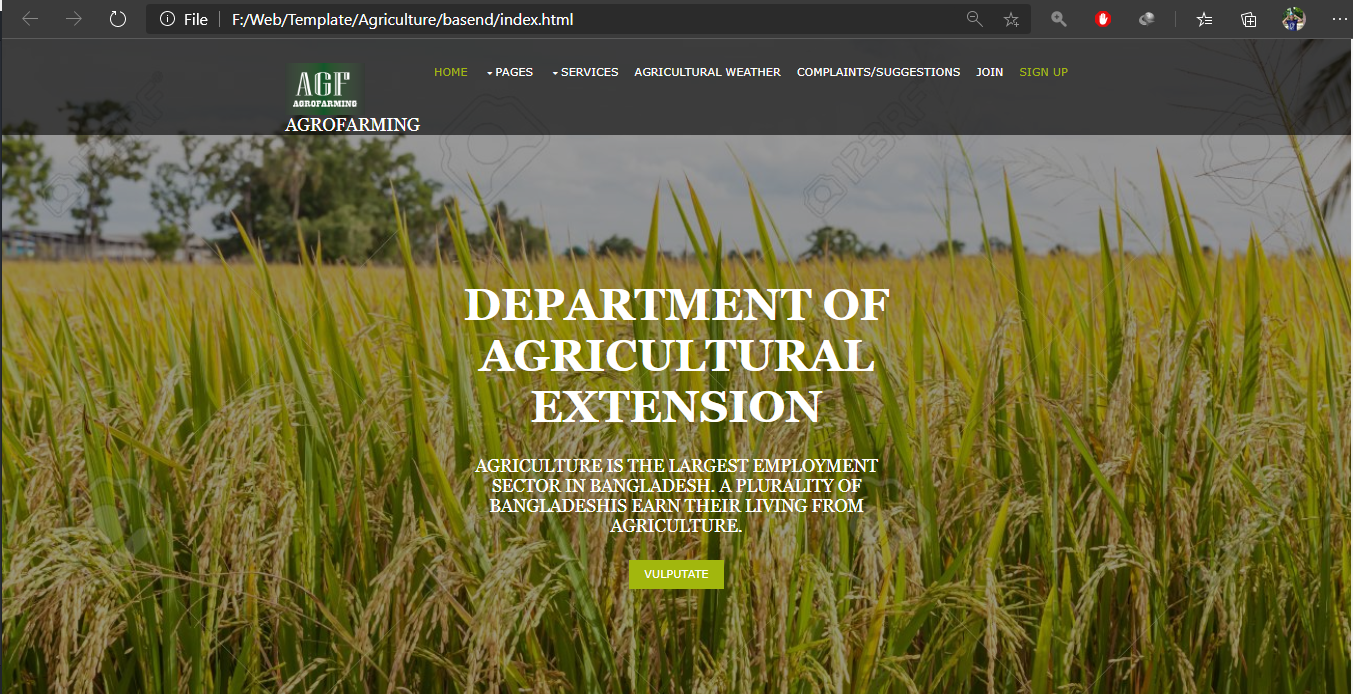 File F:/Web/Template/Agriculture/basend/index.html
AGF
AGROFARMING
AGROFARMING
HOME PAGES SERVICES AGRICULTURAL WEATHER COMPLAINTS/SUGGESTIONS JOIN SIGN UP
123RF
123RF
DEPARTMENT OF
AGRICULTURAL
EXTENSION
AGRICULTURE IS THE LARGEST EMPLOYMENT
SECTOR IN BANGLADESH. A PLURALITY OF
BANGLADESHIS EARN THEIR LIVING FROM
AGRICULTURE.
VULPUTATE